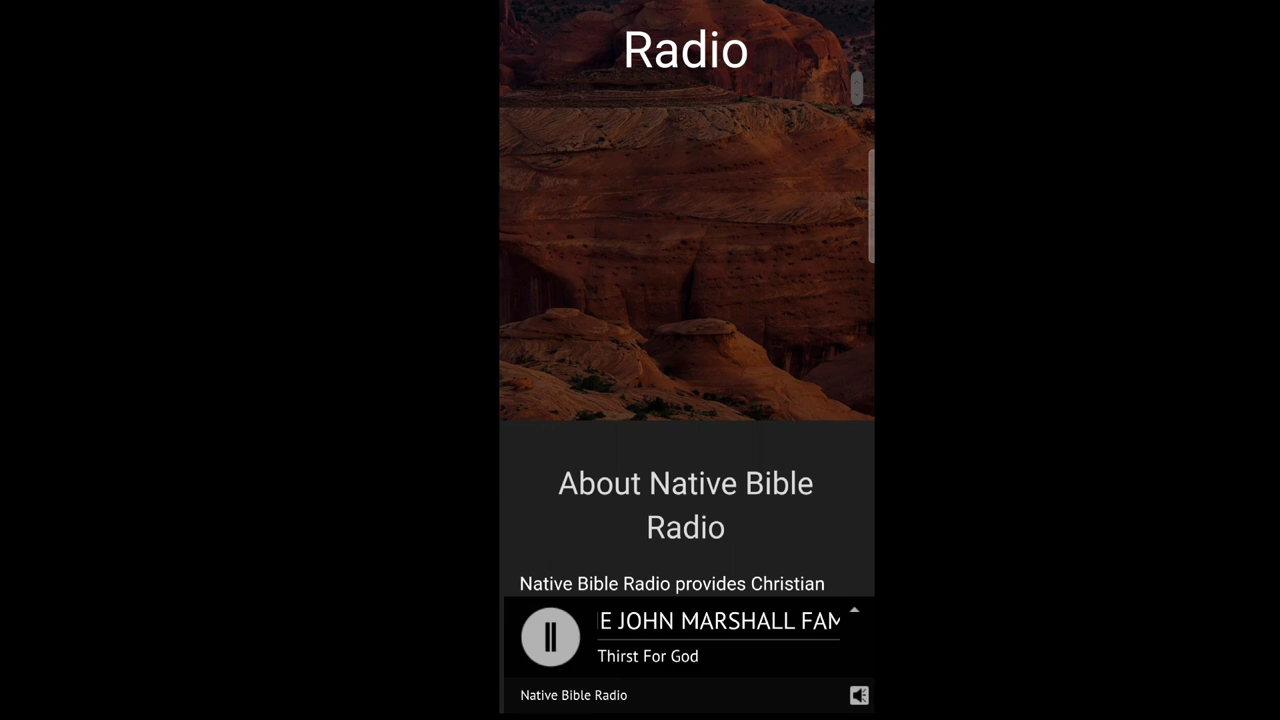 Radio
About Native Bible
Radio
Native Bible Radio provides Christian
E JOHN MARSHALL FAM
Thirst For God
Native Bible Radio